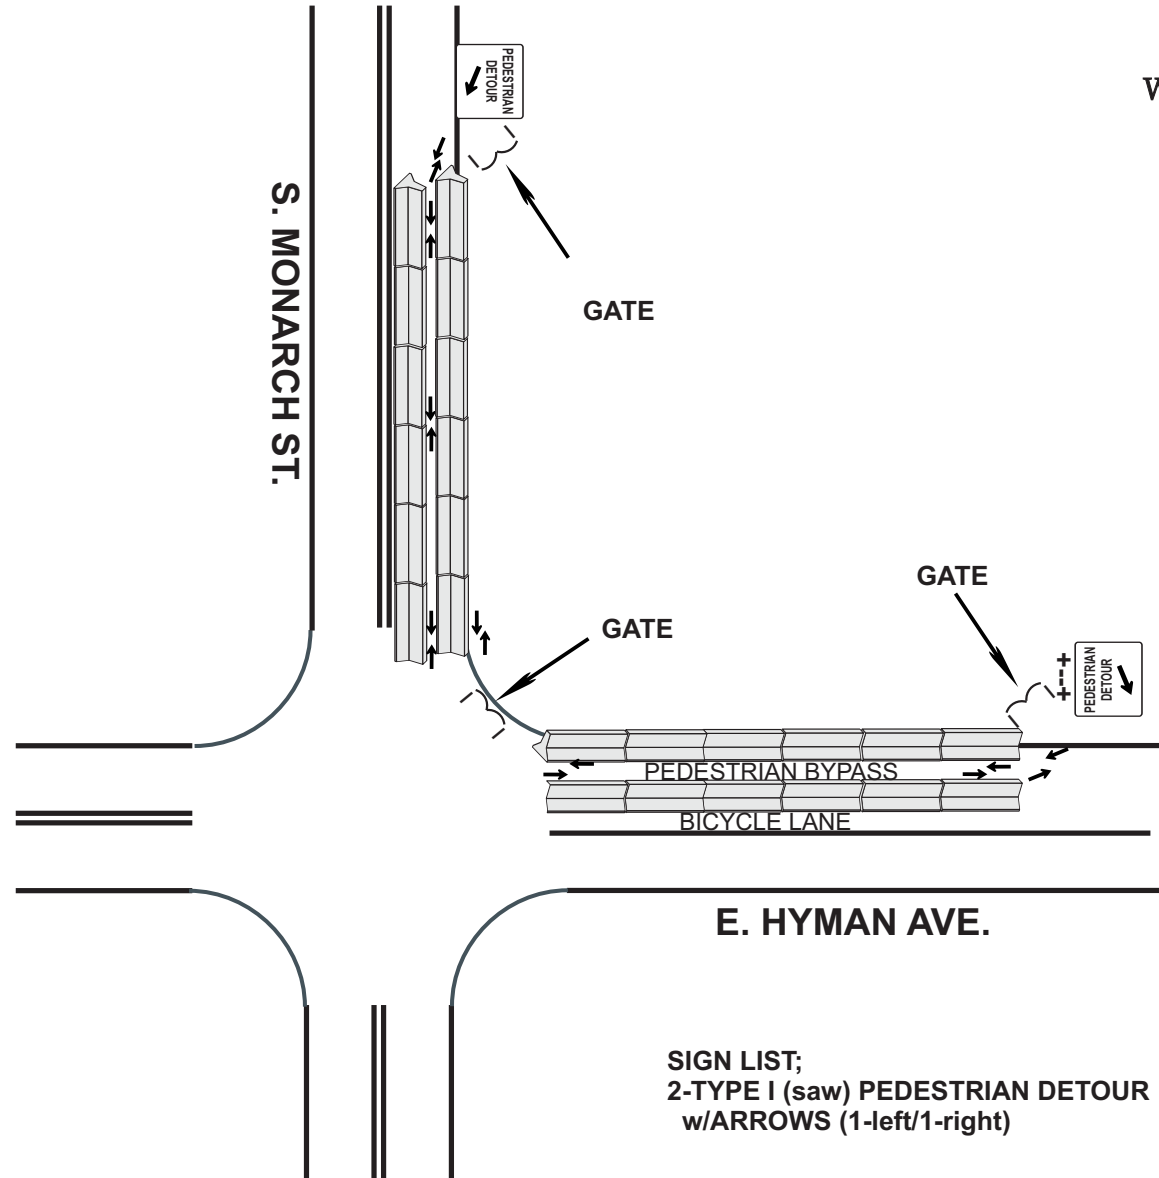 PEDESTRIAN
DETOUR
W
S. MONARCH ST.
GATE
GATE
GATE
PEDESTRIAN
DETOUR
PEDESTRIAN BYPASS
BICYCLE LANE
E. HYMAN AVE.
SIGN LIST;
2-TYPE I (saw) PEDESTRIAN DETOUR
w/ARROWS (1-left/1-right)